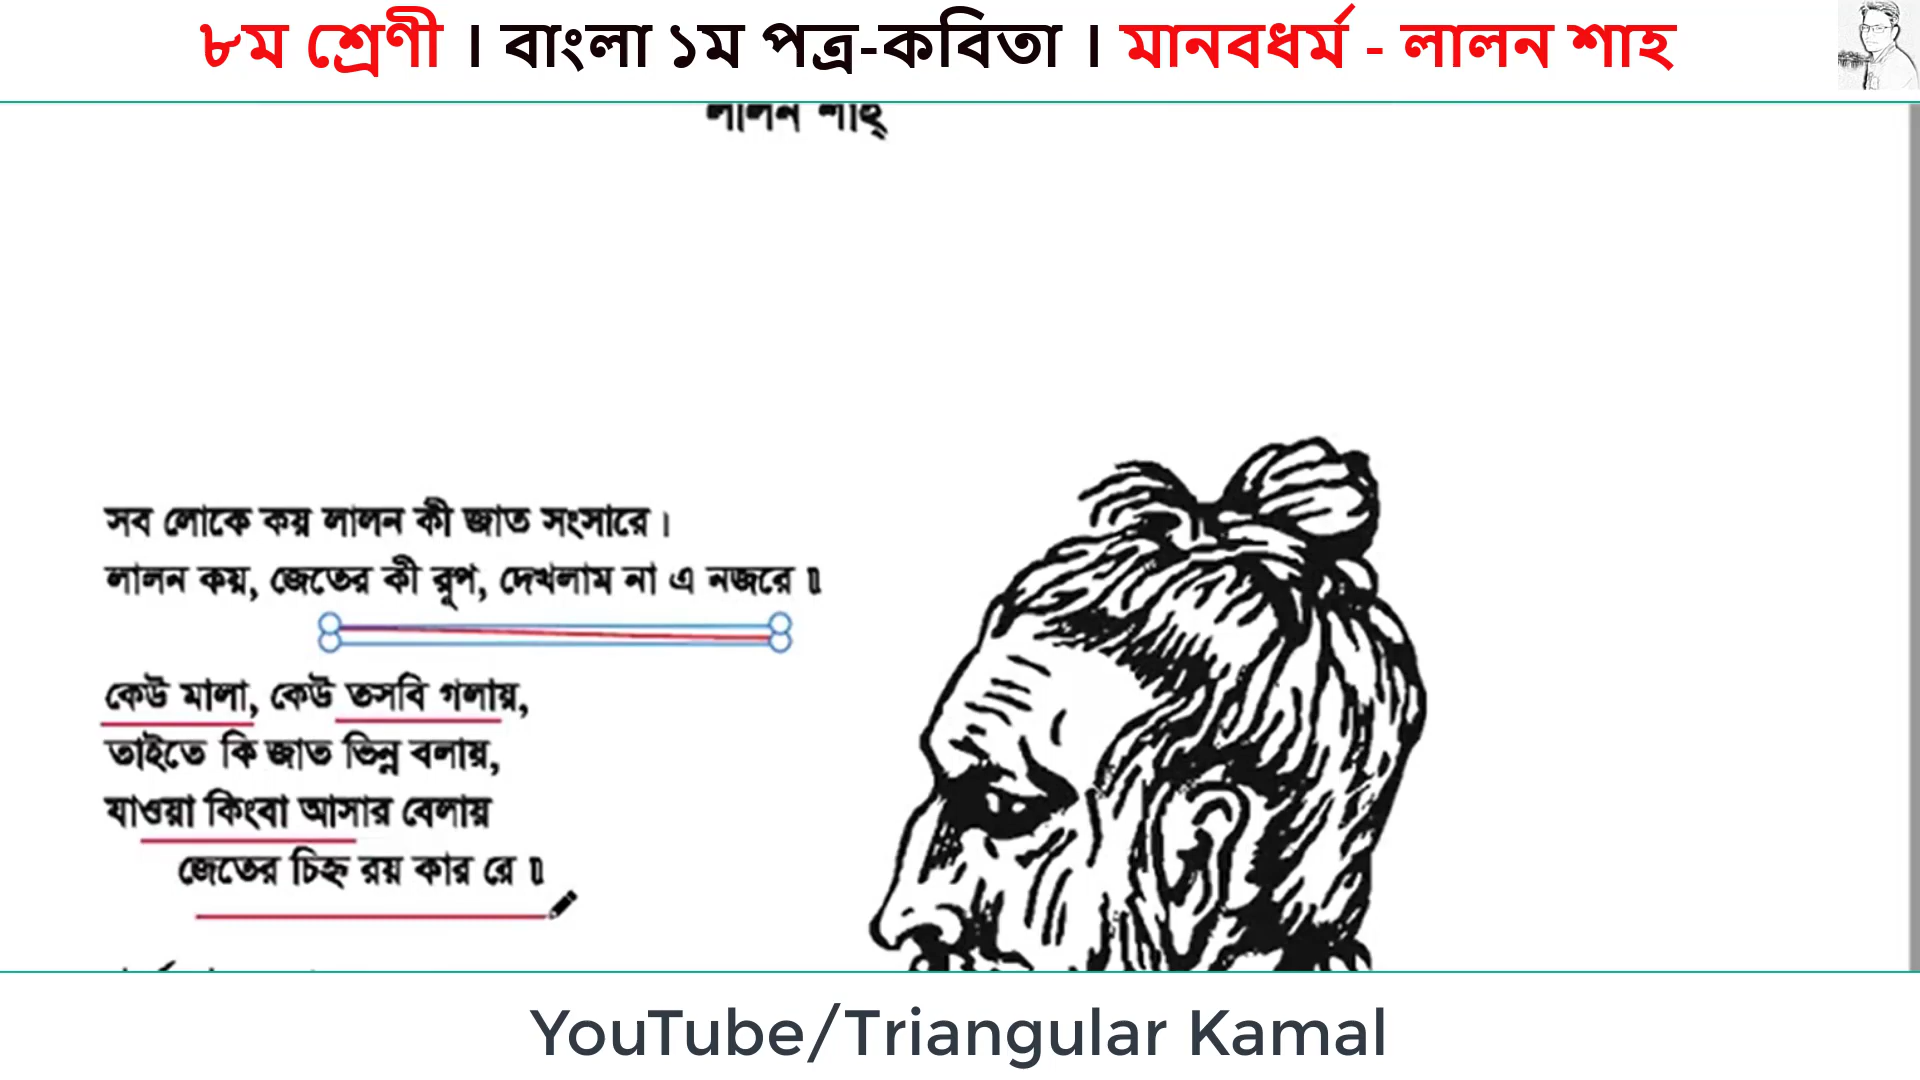 ৮ম শ্রেণী । বাংলা ১ম পত্র-কবিতা । মানবধর্ম - লালন শাহ
লালন শাহ্
সব লোকে কয় লালন কী জাত সংসারে।
লালন কয়, জেতের কী রূপ, দেখলাম না এ নজরে ॥
কেউ মালা, কেউ তসবি গলায়,
তাইতে কি জাত ভিন্ন বলায়,
যাওয়া কিংবা আসার বেলায়
জেতের চিহ্ন রয় কার রে ॥
YouTube/Triangular Kamal